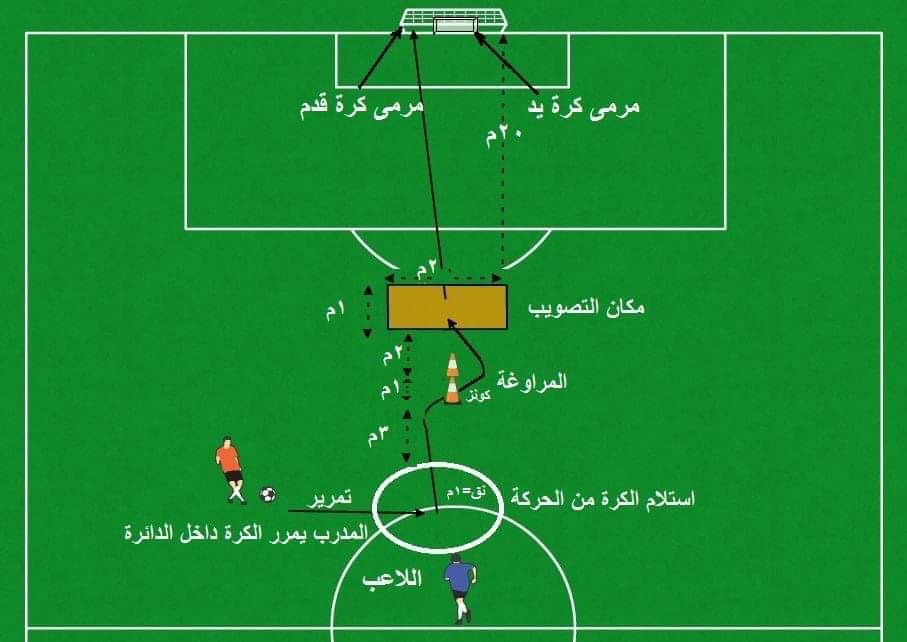 مرمى كرة قدم
مرمى كرة يد
٢٠م
٢م
١م
مكان التصويب
٢م
١م
المراوغة
كونز
٣م
نق=١م
استلام الكرة من الحركة
تمرير
المدرب يمرر الكرة داخل الدائرة
اللاعب